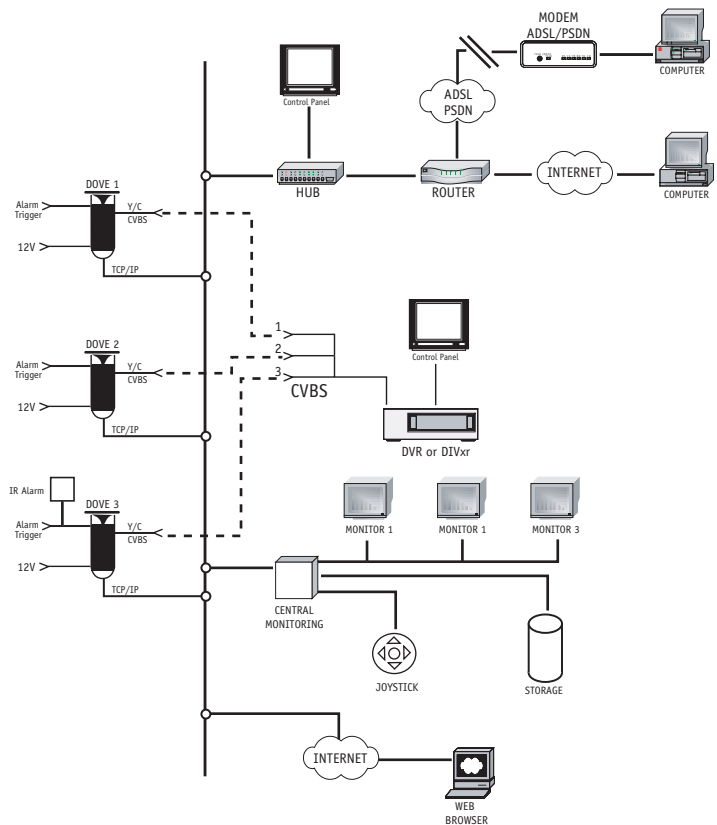 MODEM
ADSL/PSDN
COMPUTER
Control Panel
ADSL
PSDN
HUB
ROUTER
INTERNET
COMPUTER
DOVE 1
Alarm
Trigger
Y/C
CVBS
12V
TCP/IP
1
2
3
CVBS
Control Panel
DVR or DIVxr
DOVE 2
Alarm
Trigger
Y/C
CVBS
12V
TCP/IP
IR Alarm
DOVE 3
Alarm
Trigger
Y/C
CVBS
12V
TCP/IP
MONITOR 1
MONITOR 1
MONITOR 3
CENTRAL
MONITORING
JOYSTICK
STORAGE
INTERNET
WEB
BROWSER